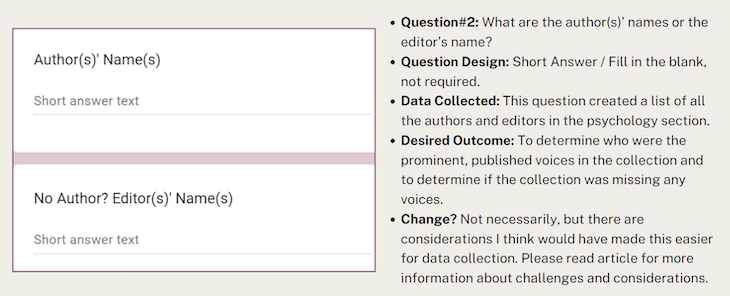 Author(s)' Name(s)
Short answer text
No Author? Editor(s)' Name(s)
Short answer text
• Question#2: What are the author(s)' names or the
editor's name?
• Question Design: Short Answer / Fill in the blank,
not required.
• Data Collected: This question created a list of all
the authors and editors in the psychology section.
• Desired Outcome: To determine who were the
prominent, published voices in the collection and
to determine if the collection was missing any
voices.
• Change? Not necessarily, but there are
considerations I think would have made this easier
for data collection. Please read article for more
information about challenges and considerations.